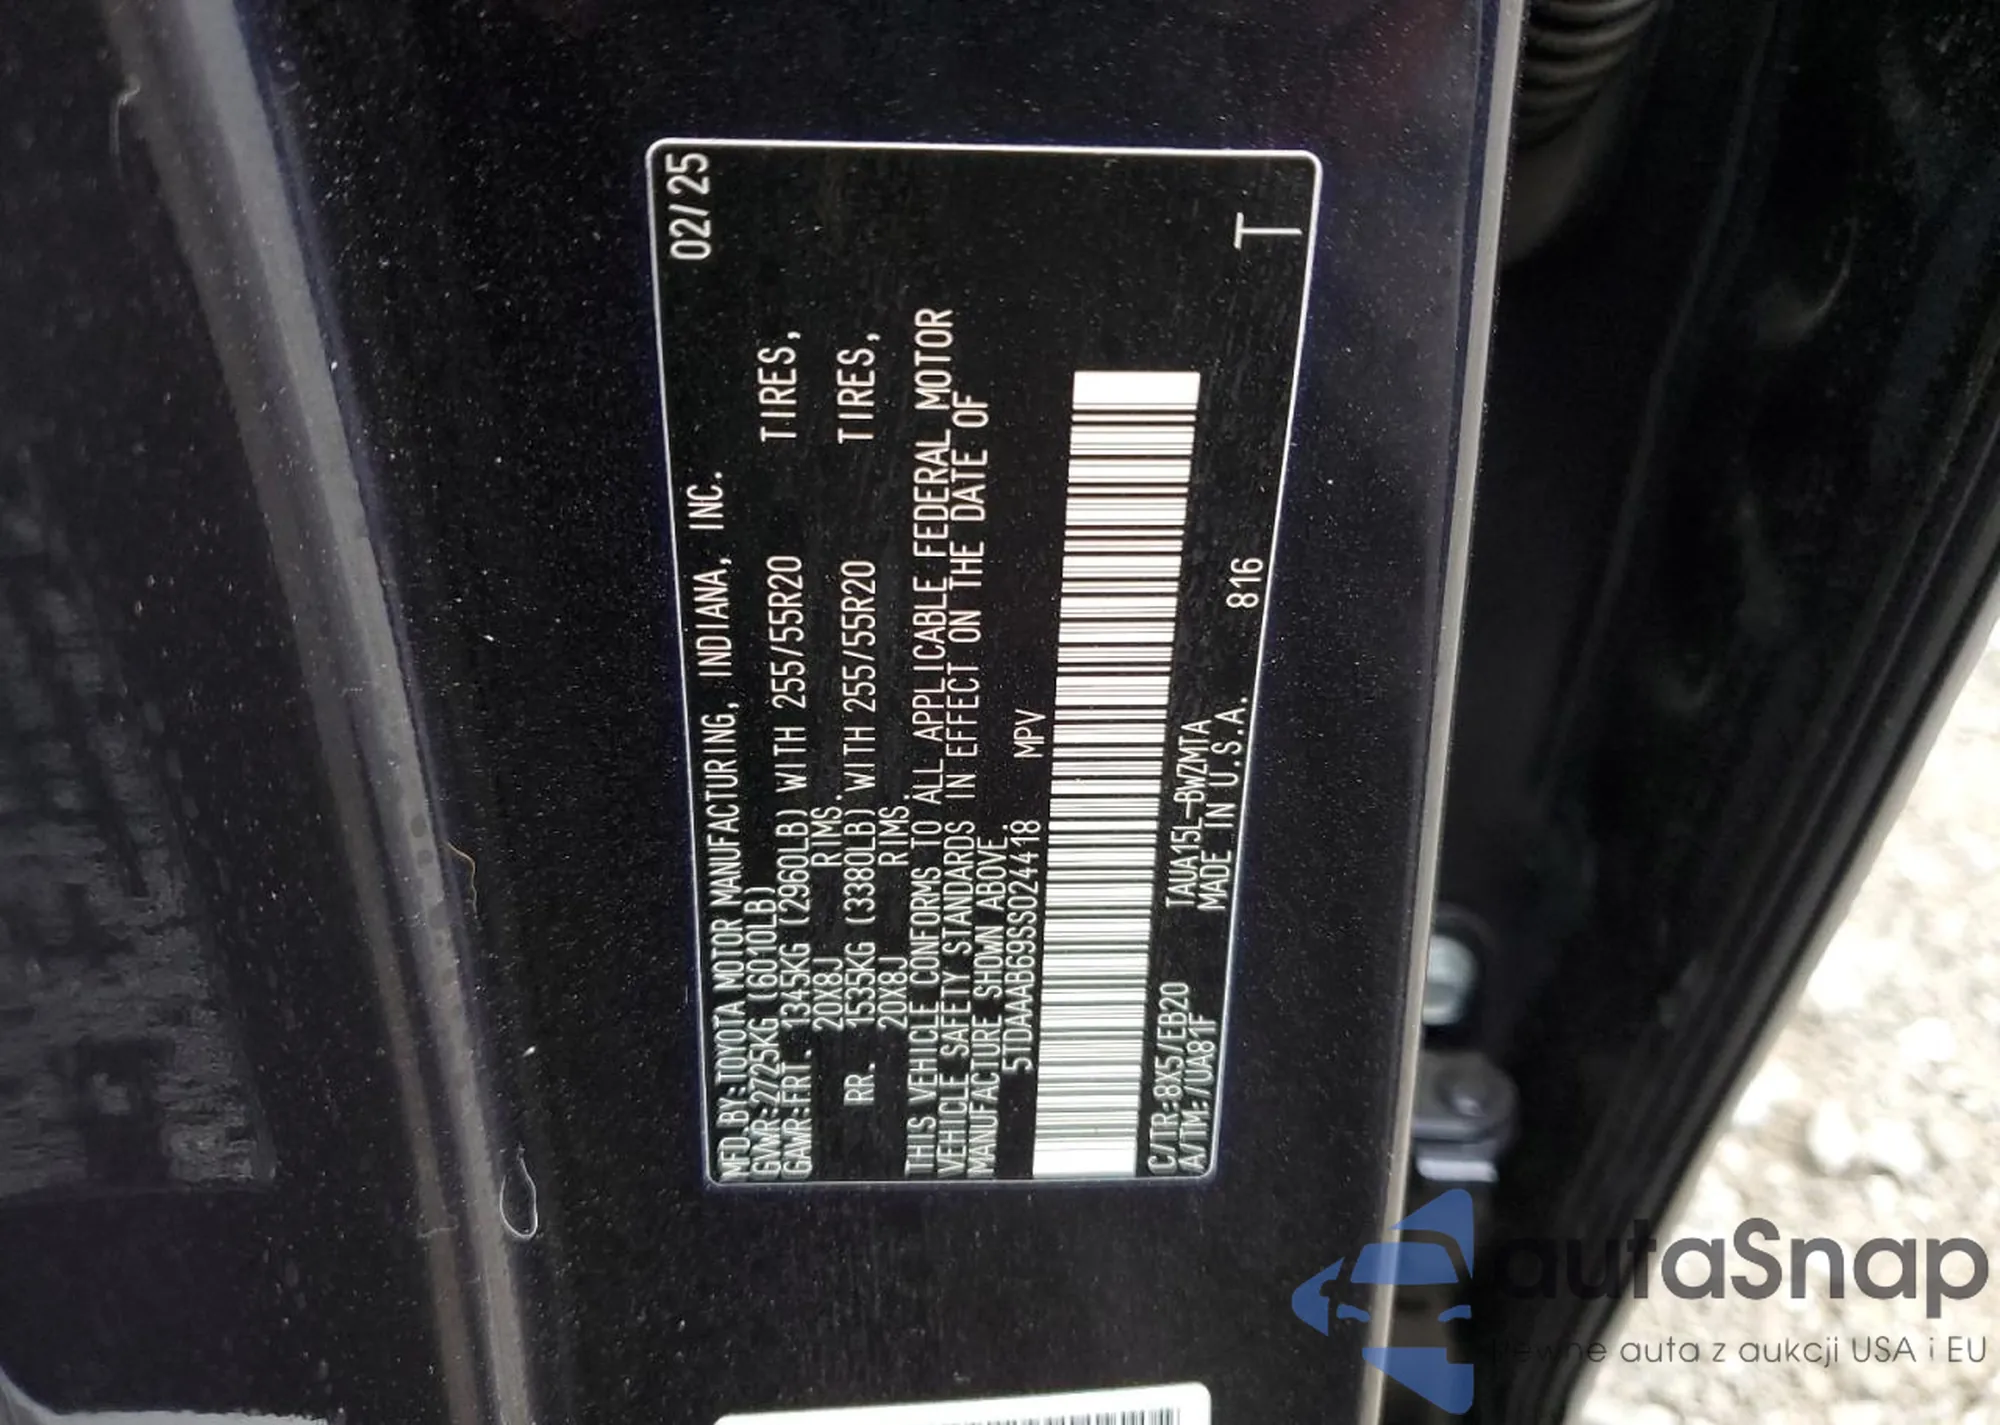 02/25
MFD.BY:TOYOTA MOTOR MANUFACTURING, INDIANA, INC.
GVWR:2725KG (6010LB)
GAWR:FRT. 1345KG (2960LB) WITH 255/55R20 TIRES,
20X8J RIMS.
RR. 1535KG (3380LB) WITH 255/55R20 TIRES,
20X8J RIMS.
THIS VEHICLE CONFORMS TO ALL APPLICABLE FEDERAL MOTOR
VEHICLE SAFETY STANDARDS IN EFFECT ON THE DATE OF
MANUFACTURE SHOWN ABOVE.
5TDAAAB69SS024418 MPV
C/TR:8X5/EB20 TAUA15L-BWZMTA
A/TM:/UA81F MADE IN U.S.A. 816
T
autaSnap
Pewne auta z aukcji USA i EU